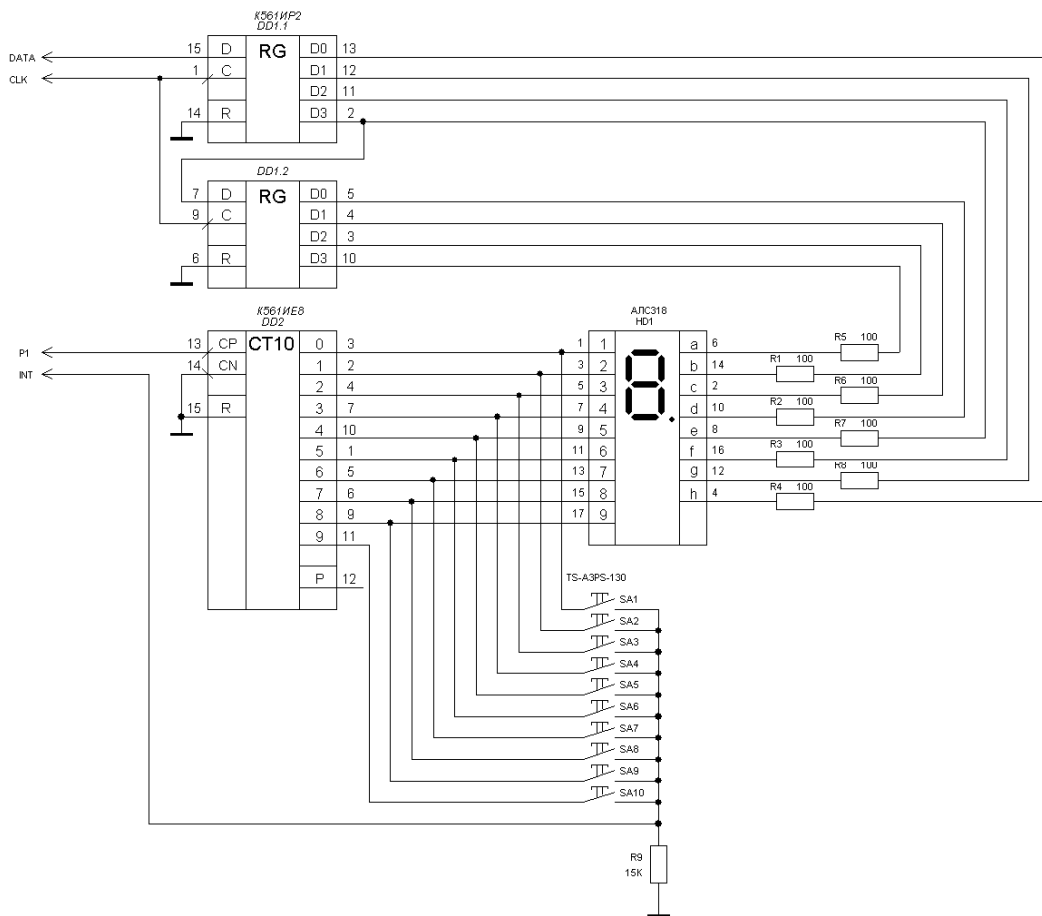 К561ИР2
DD1.1
DATA 15 D RG D0 13
CLK 1 C D1 12
D2 11
14 R D3 2
DD1.2
7 D RG D0 5
9 C D1 4
D2 3
6 R D3 10
К561ИЕ8
DD2
АЛС318
HD1
P1 13 CP CT10 0 3
INT 14 CN 1 2
2 4
15 R 3 7
4 10
5 1
6 5
7 6
8 9
9 11
P 12
1 1 a 6 R5 100
3 2 b 14 R1 100
5 3 c 2 R6 100
7 4 d 10 R2 100
9 5 e 8 R7 100
11 6 f 16 R3 100
13 7 g 12 R8 100
15 8 h 4 R4 100
17 9
TS-A3PS-130
SA1
SA2
SA3
SA4
SA5
SA6
SA7
SA8
SA9
SA10
R9
15K